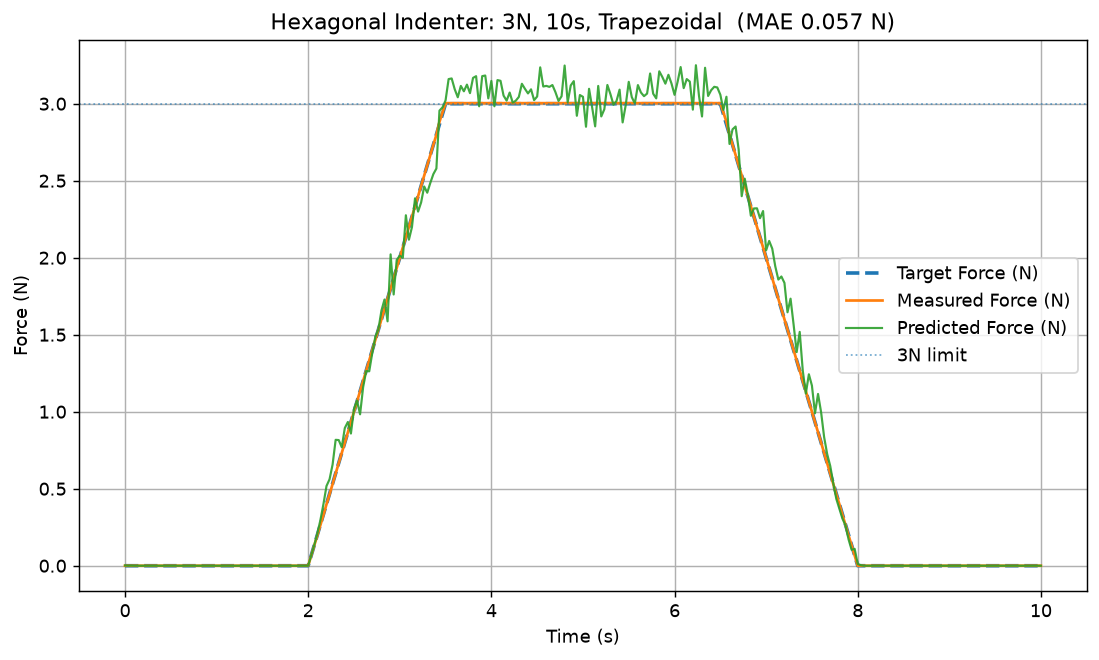 Hexagonal Indenter: 3N, 10s, Trapezoidal  (MAE 0.057 N)
Force (N)
3.0
2.5
2.0
1.5
1.0
0.5
0.0
Target Force (N)
Measured Force (N)
Predicted Force (N)
3N limit
0
2
4
6
8
10
Time (s)